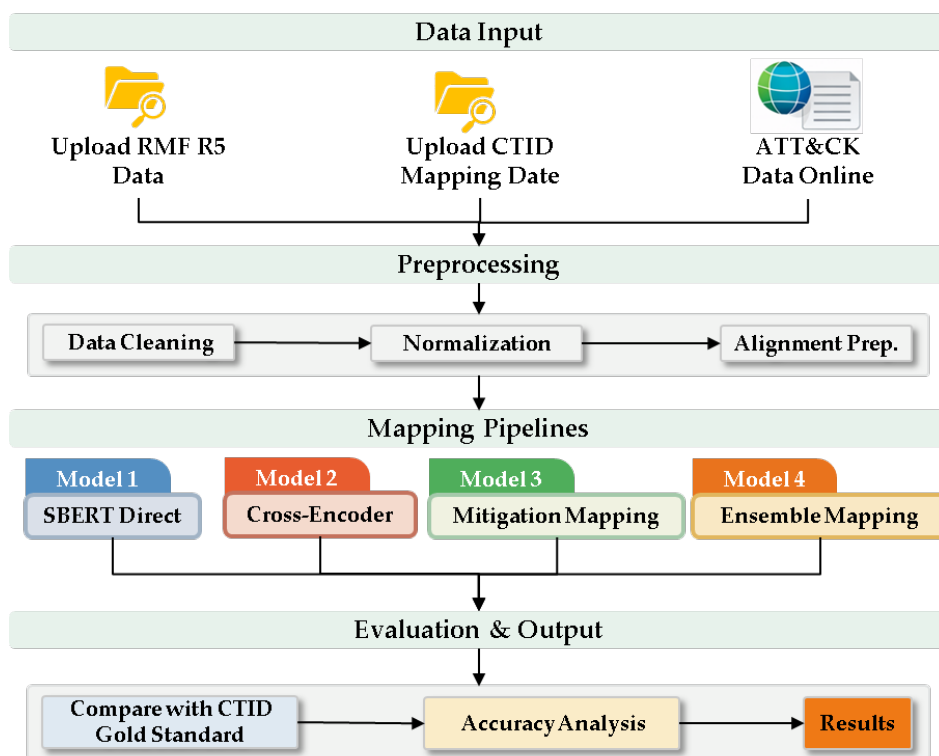 Data Input
Upload RMF R5
Data
Upload CTID
Mapping Date
ATT&CK
Data Online
Preprocessing
Data Cleaning
Normalization
Alignment Prep.
Mapping Pipelines
Model 1
SBERT Direct
Model 2
Cross-Encoder
Model 3
Mitigation Mapping
Model 4
Ensemble Mapping
Evaluation & Output
Compare with CTID
Gold Standard
Accuracy Analysis
Results